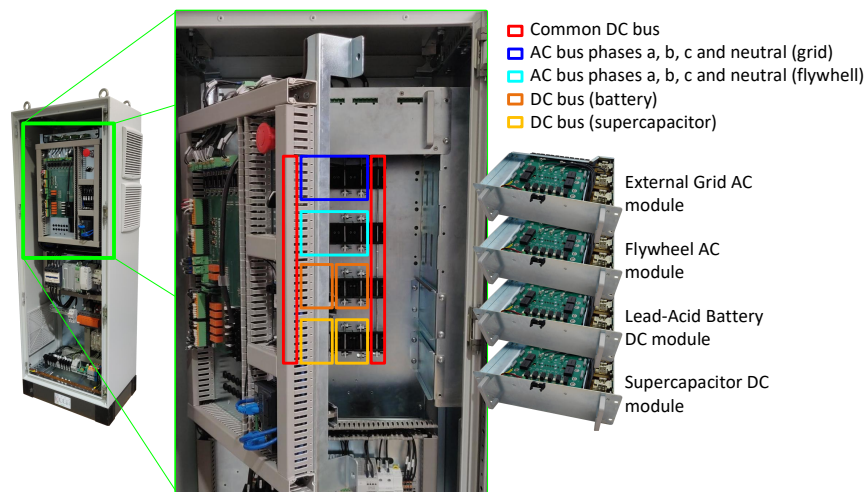 Common DC bus
AC bus phases a, b, c and neutral (grid)
AC bus phases a, b, c and neutral (flywhell)
DC bus (battery)
DC bus (supercapacitor)
External Grid AC
module
Flywheel AC
module
Lead-Acid Battery
DC module
Supercapacitor DC
module